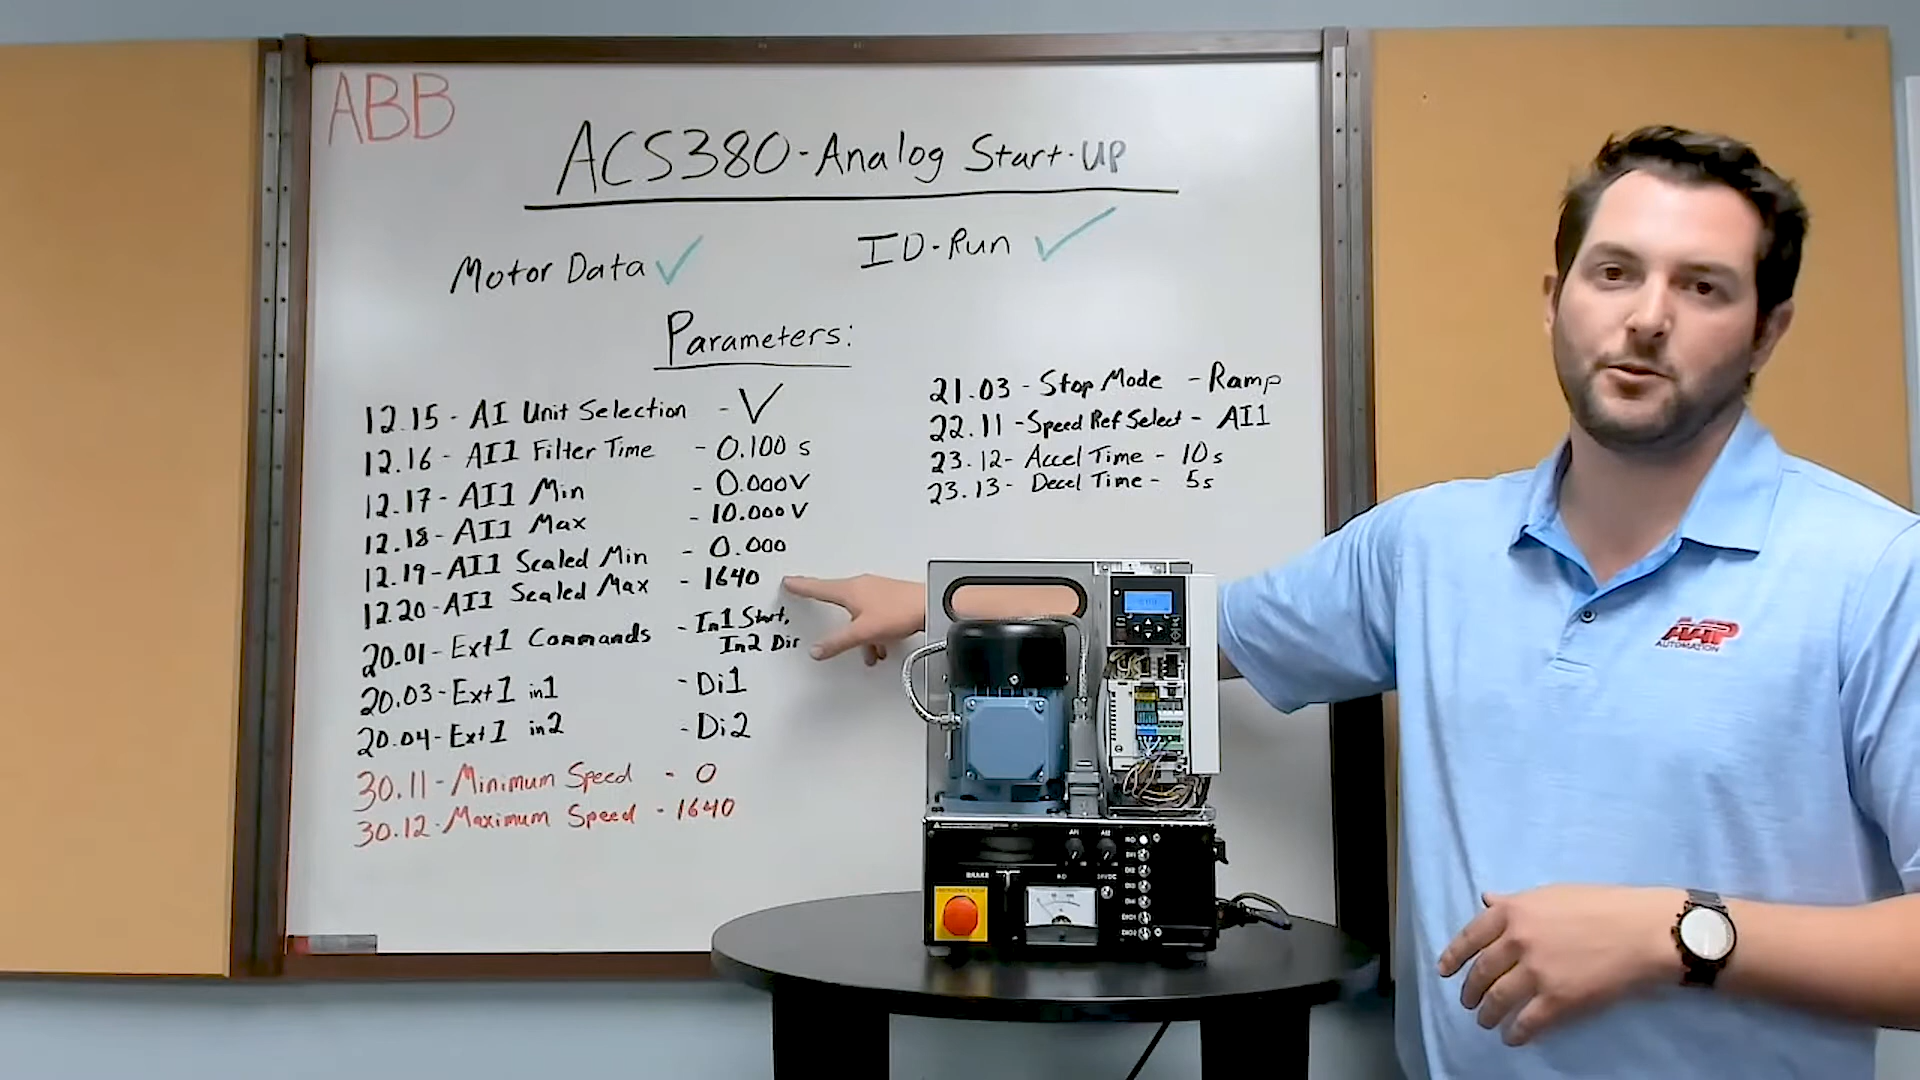 ABB
ACS380-Analog Start-UP
Motor Data ✓
ID-Run ✓
Parameters:
12.15 - AI Unit Selection - V
12.16 - AI1 Filter Time - 0.100 s
12.17 - AI1 Min - 0.000V
12.18 - AI1 Max - 10.000V
12.19 - AI1 Scaled Min - 0.000
12.20 - AI1 Scaled Max - 1640
20.01 - Ext1 Commands - In1 Start,
In2 Dir
20.03 - Ext1 in1 - Di1
20.04 - Ext1 in2 - Di2
30.11 - Minimum Speed - 0
30.12 - Maximum Speed - 1640
21.03 - Stop Mode - Ramp
22.11 - Speed Ref Select - AI1
23.12 - Accel Time - 10s
23.13 - Decel Time - 5s
AAP
AUTOMATION
BRAKE